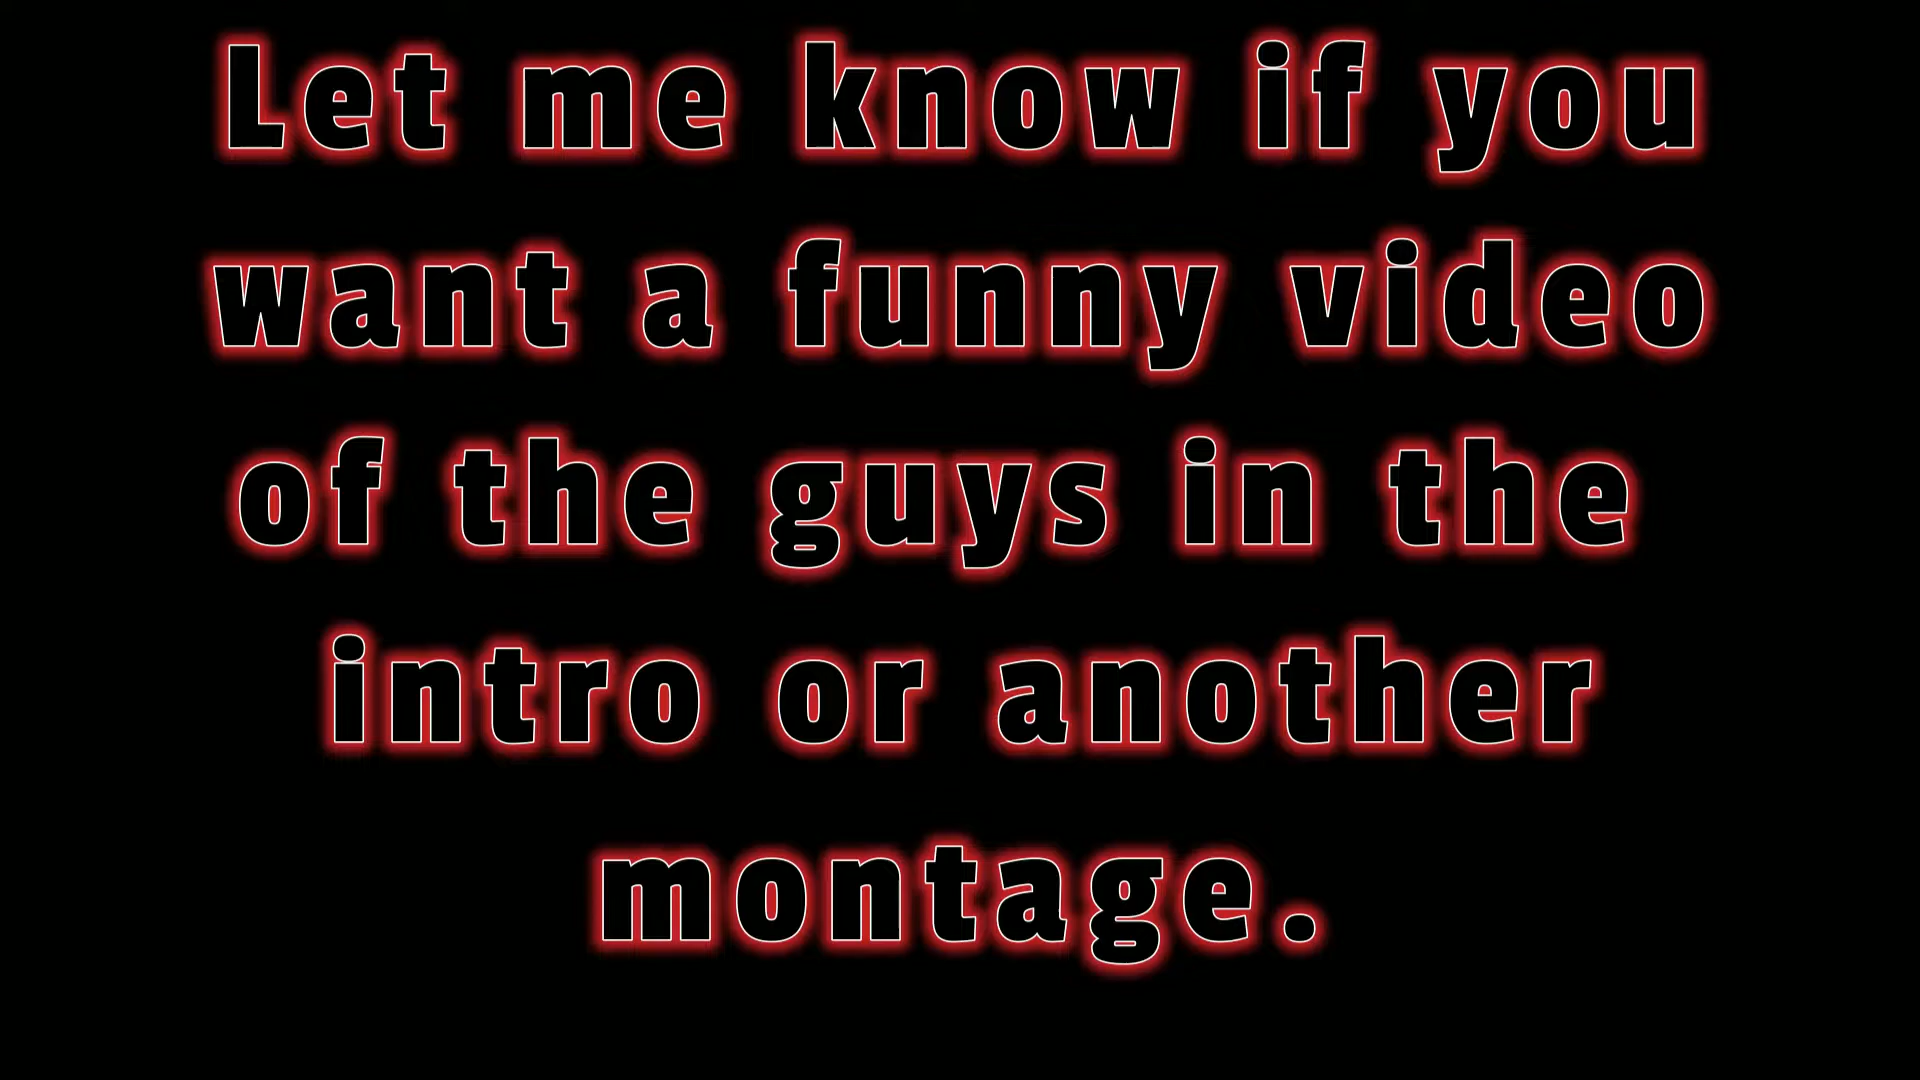 Let me know if you
want a funny video
of the guys in the
intro or another
montage.